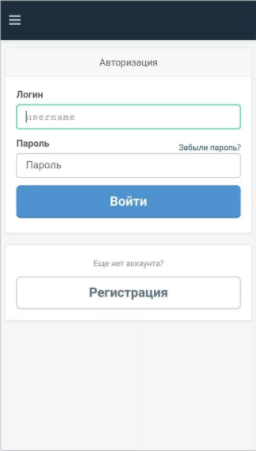 Авторизация
Логин
username
Пароль
Забыли пароль?
Пароль
Войти
Еще нет аккаунта?
Регистрация